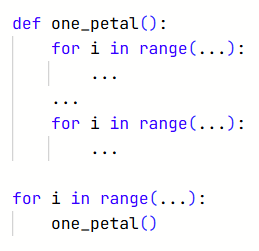 def one_petal():
    for i in range(...):
        ...
    ...
    for i in range(...):
        ...

for i in range(...):
    one_petal()